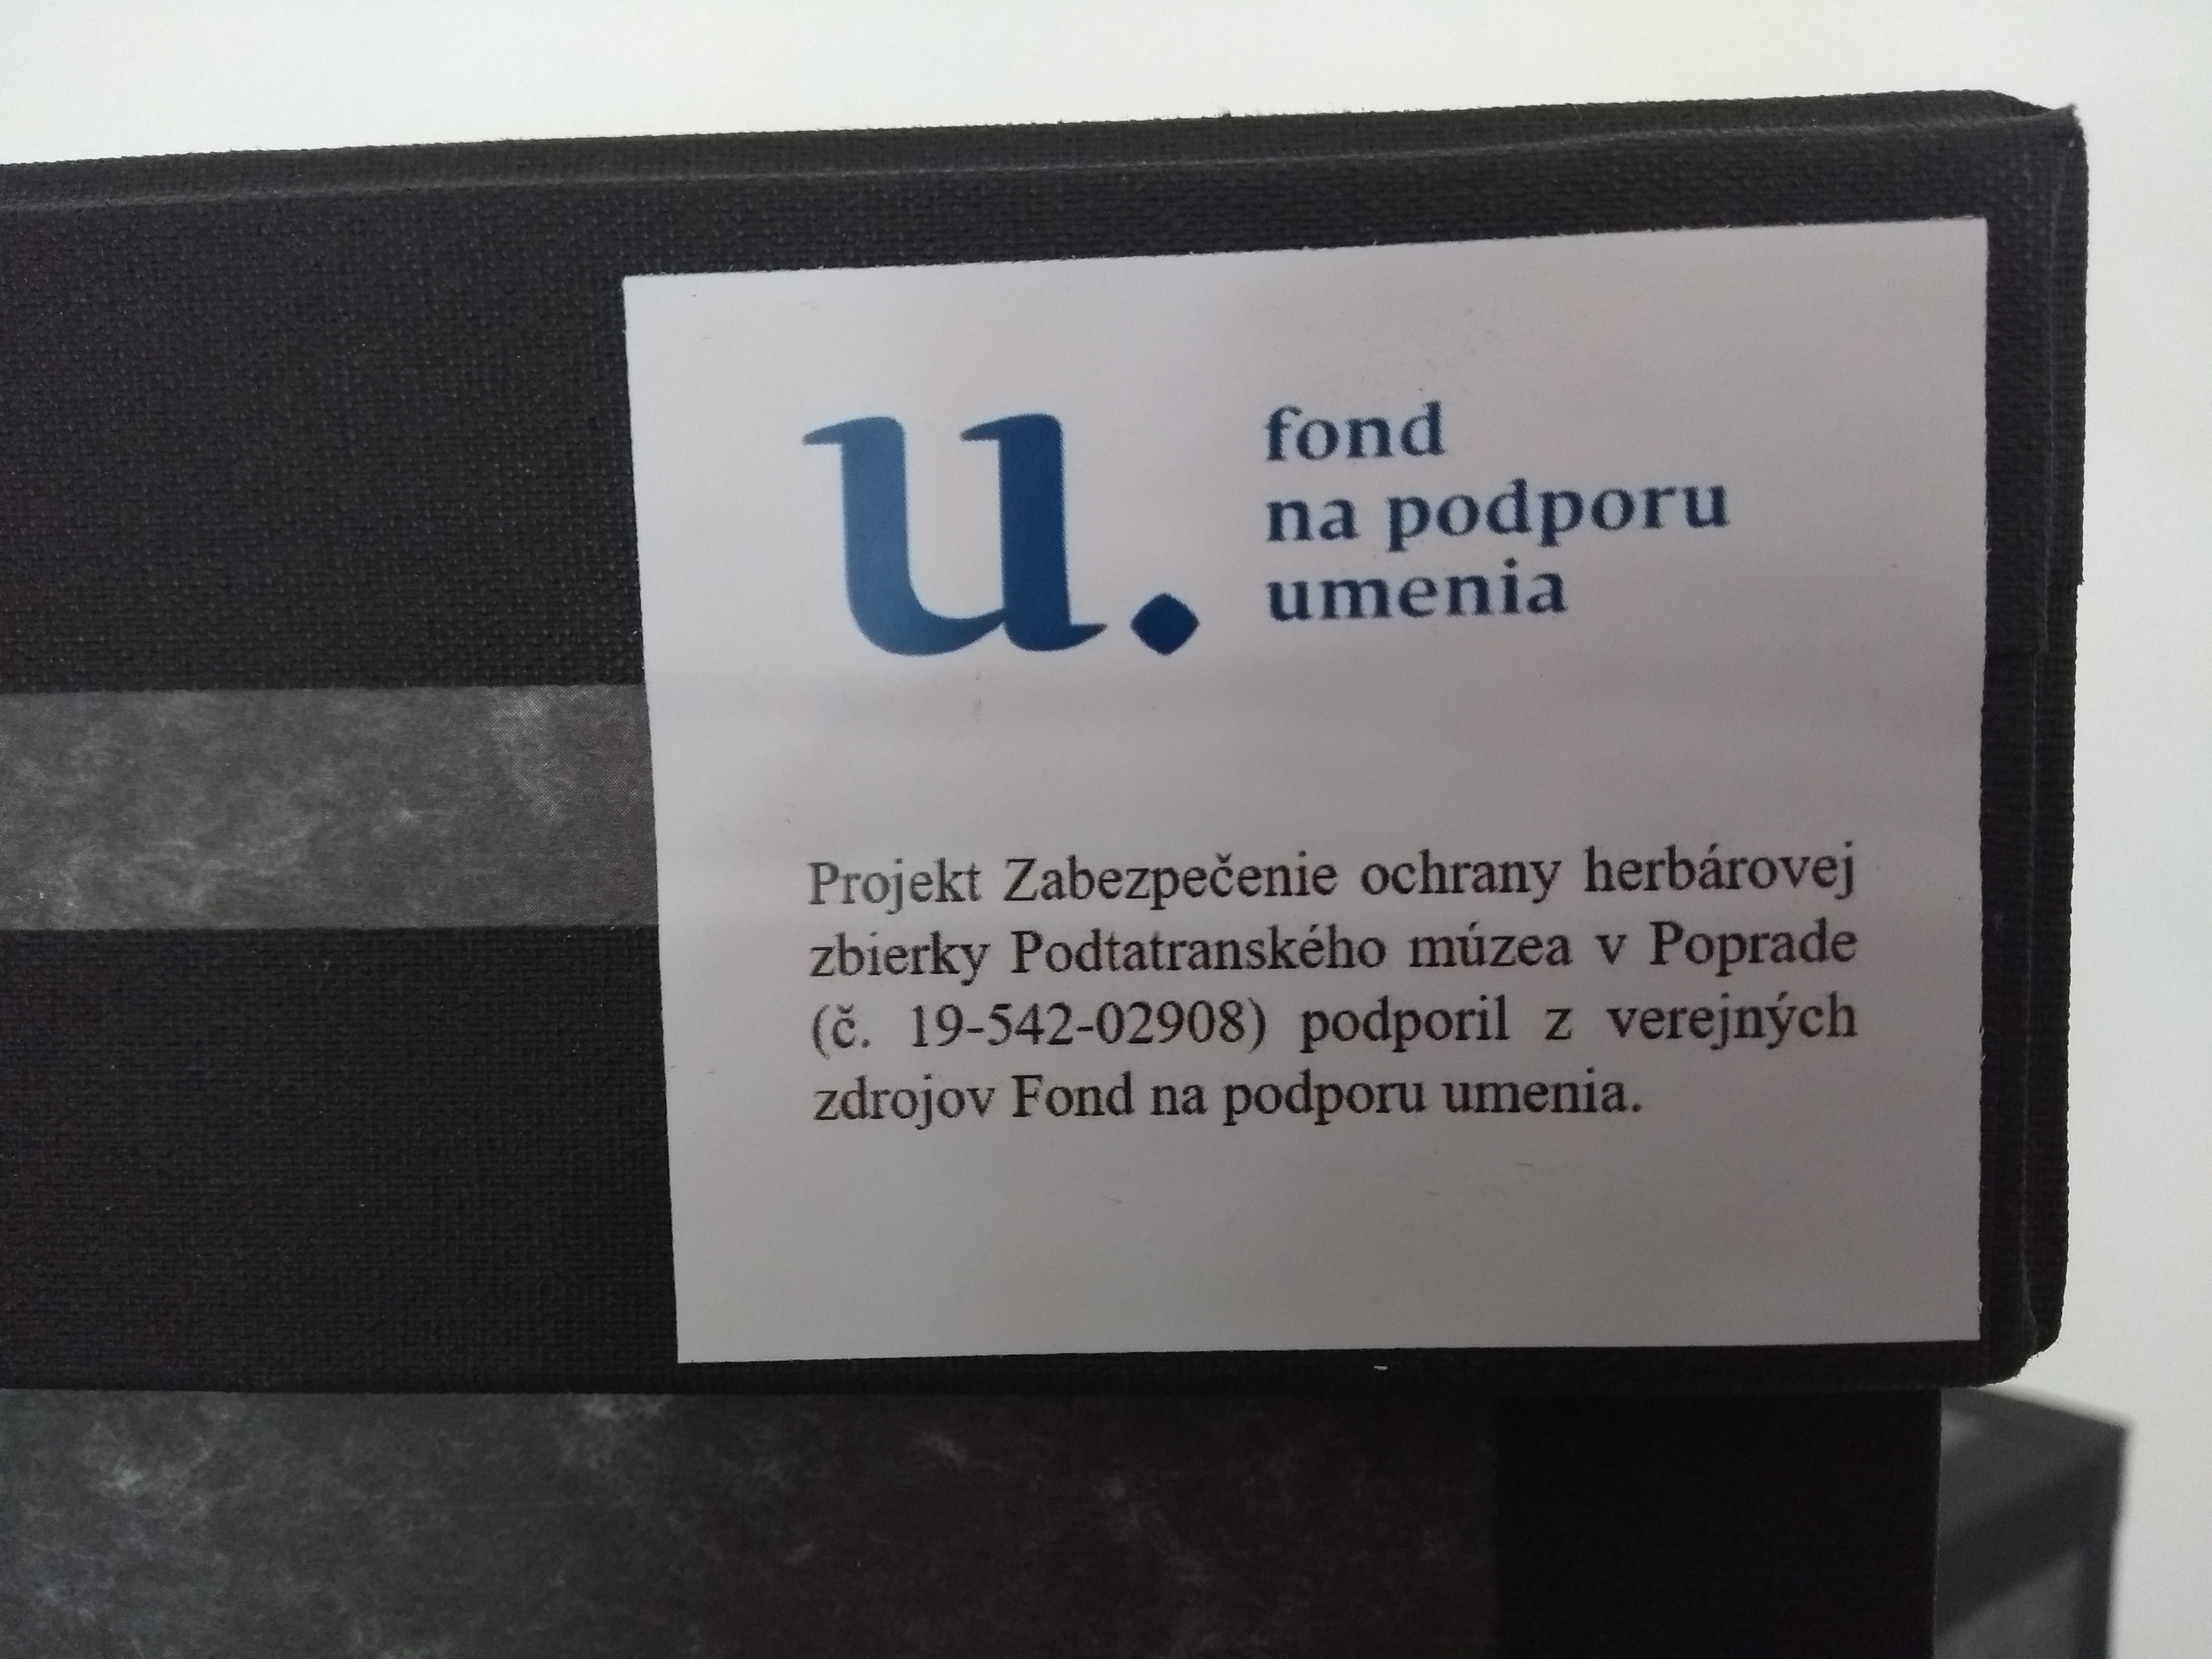 u.
fond
na podporu
umenia
Projekt Zabezpečenie ochrany herbárovej
zbierky Podtatranského múzea v Poprade
(č. 19-542-02908) podporil z verejných
zdrojov Fond na podporu umenia.